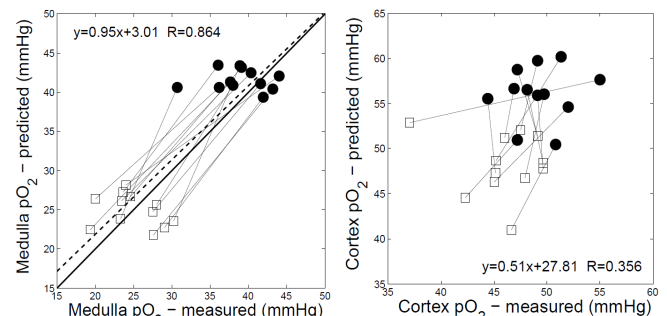 y=0.95x+3.01 R=0.864
Medulla pO2 − predicted (mmHg)
50
45
40
35
30
25
20
15
15 20 25 30 35 40 45 50
Medulla pO2 − measured (mmHg)
y=0.51x+27.81 R=0.356
Cortex pO2 − predicted (mmHg)
65
60
55
50
45
40
35
35 40 45 50 55 60
Cortex pO2 − measured (mmHg)